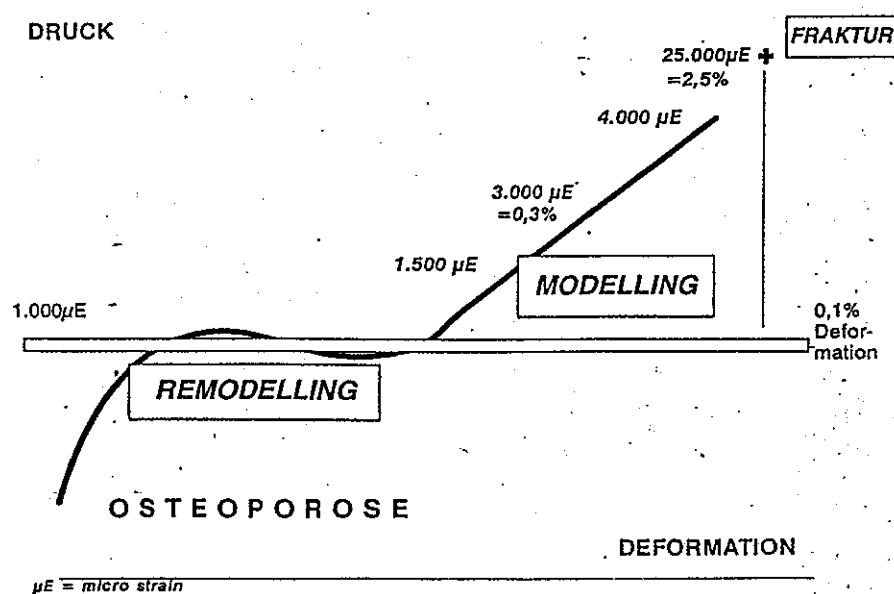 DRUCK
FRAKTUR
25.000µE
=2,5%
4.000 µE
3.000 µE
=0,3%
1.500 µE
MODELLING
1.000µE
0,1%
Defor-
mation
REMODELLING
OSTEOPOROSE
DEFORMATION
µE = micro strain